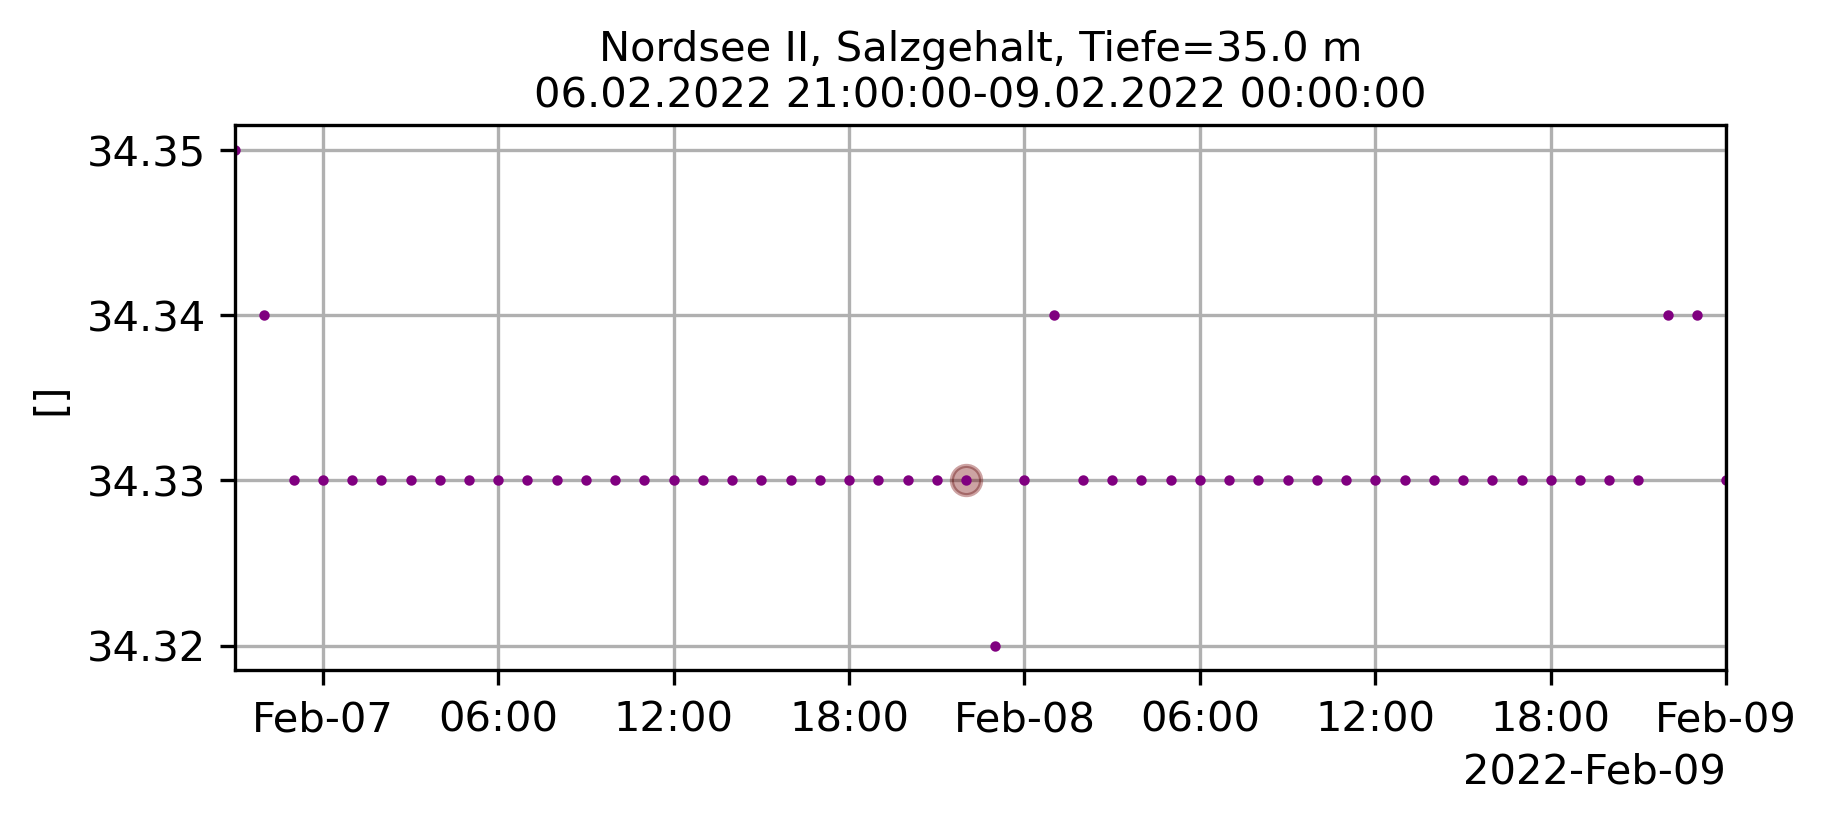 Nordsee II, Salzgehalt, Tiefe=35.0 m
06.02.2022 21:00:00-09.02.2022 00:00:00
34.35
34.34
34.33
34.32
[]
Feb-07 06:00 12:00 18:00 Feb-08 06:00 12:00 18:00 Feb-09
2022-Feb-09